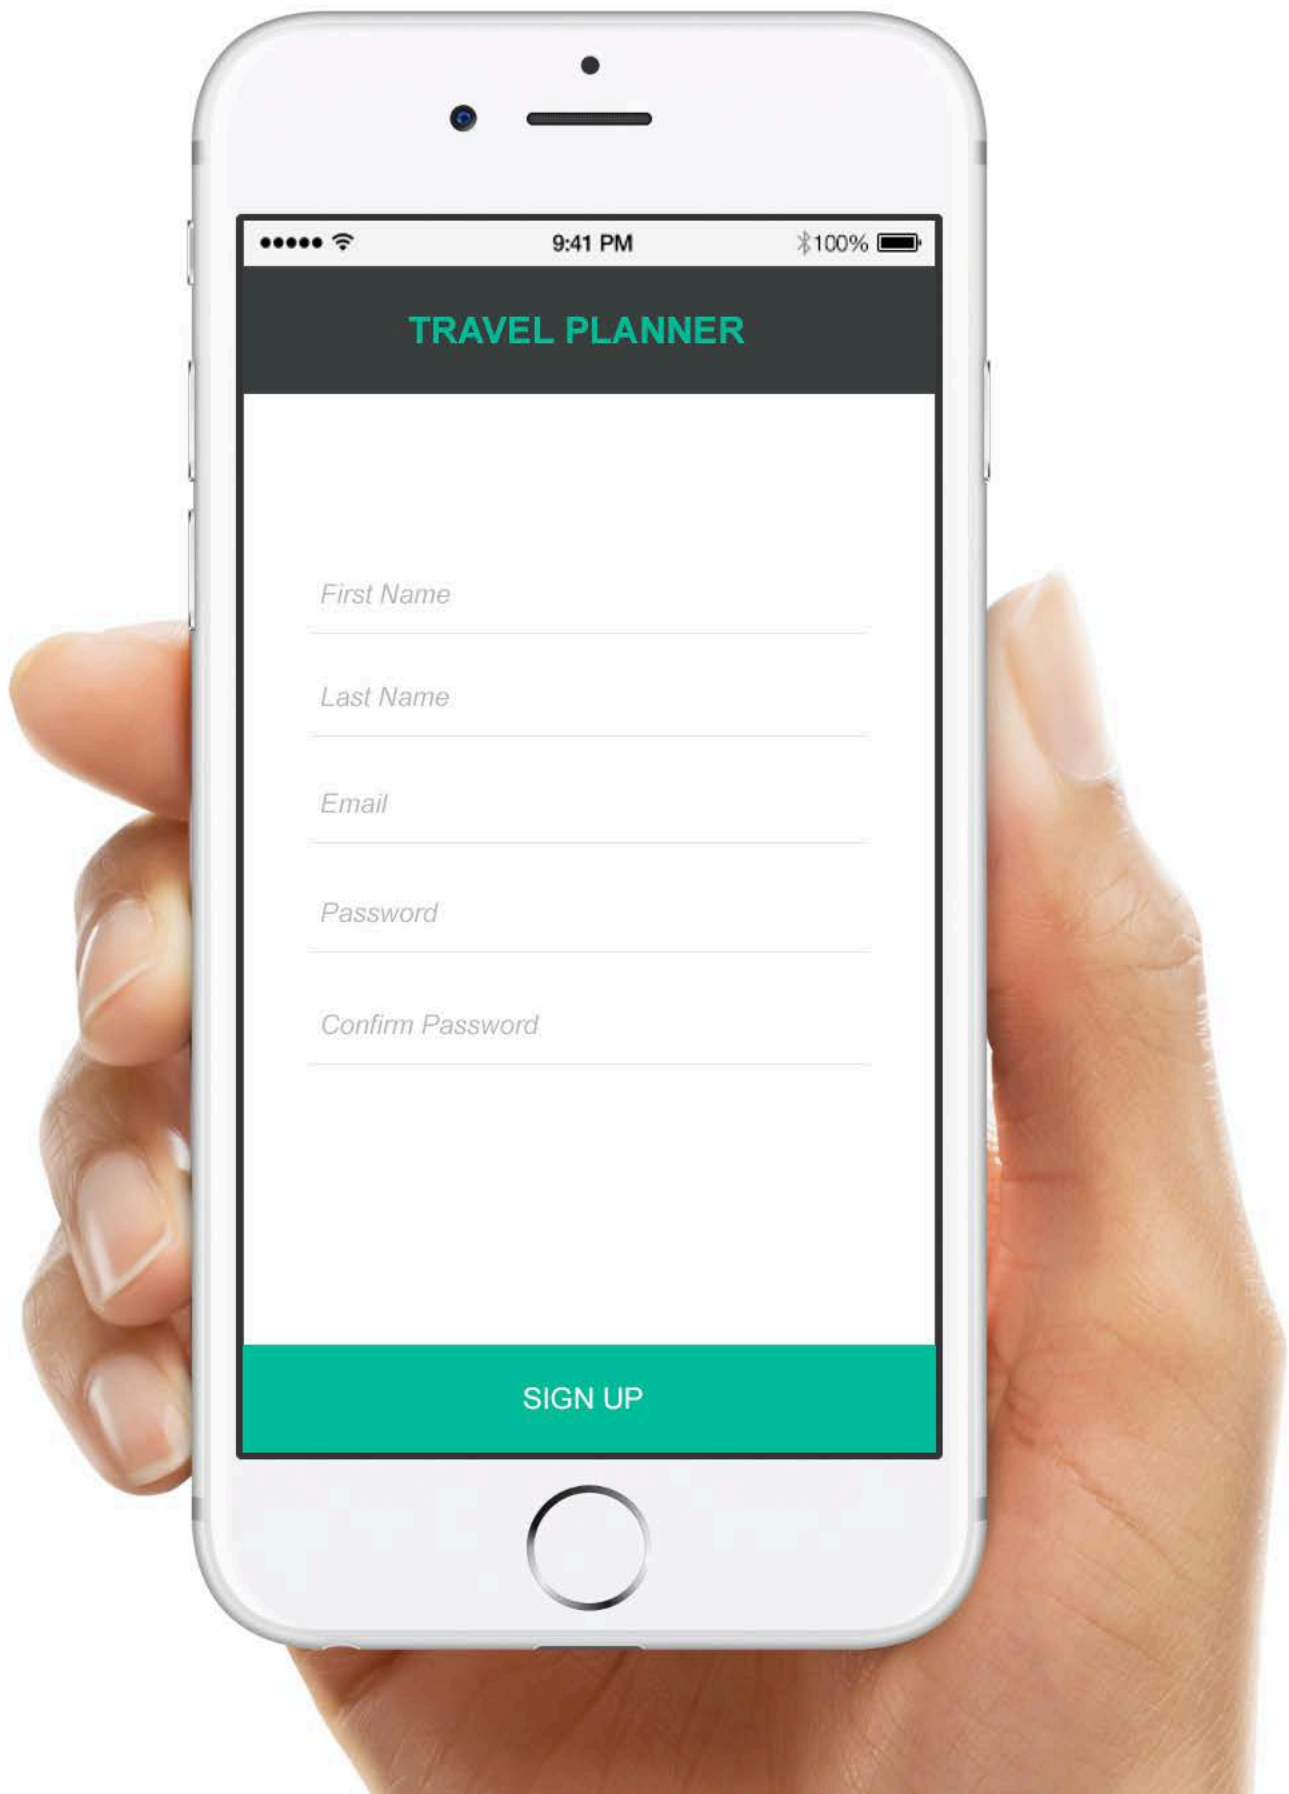 9:41 PM
100%
TRAVEL PLANNER
First Name
Last Name
Email
Password
Confirm Password
SIGN UP